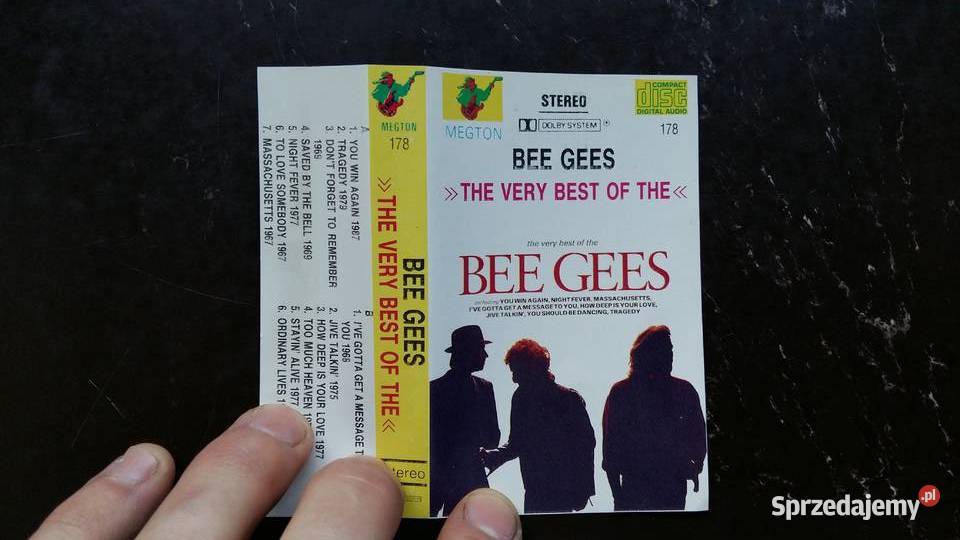 A
1. YOU WIN AGAIN 1987
2. TRAGEDY 1979
3. DON'T FORGET TO REMEMBER
1969
4. SAVED BY THE BELL 1969
5. NIGHT FEVER 1977
6. TO LOVE SOMEBODY 1967
7. MASSACHUSETTS 1967
B
1. I'VE GOTTA GET A MESSAGE T
YOU 1968
2. JIVE TALKIN' 1975
3. HOW DEEP IS YOUR LOVE 1977
4. TOO MUCH HEAVEN
5. STAYIN' ALIVE 1977
6. ORDINARY LIVES
MEGTON
178
BEE GEES
»THE VERY BEST OF THE«
tereo
MEGTON
STEREO
DOLBY SYSTEM
COMPACT
disc
DIGITAL AUDIO
178
BEE GEES
»THE VERY BEST OF THE«
the very best of the
BEE GEES
including YOU WIN AGAIN, NIGHT FEVER, MASSACHUSETTS,
I'VE GOTTA GET A MESSAGE TO YOU, HOW DEEP IS YOUR LOVE,
JIVE TALKIN', YOU SHOULD BE DANCING, TRAGEDY
Sprzedajemy.pl